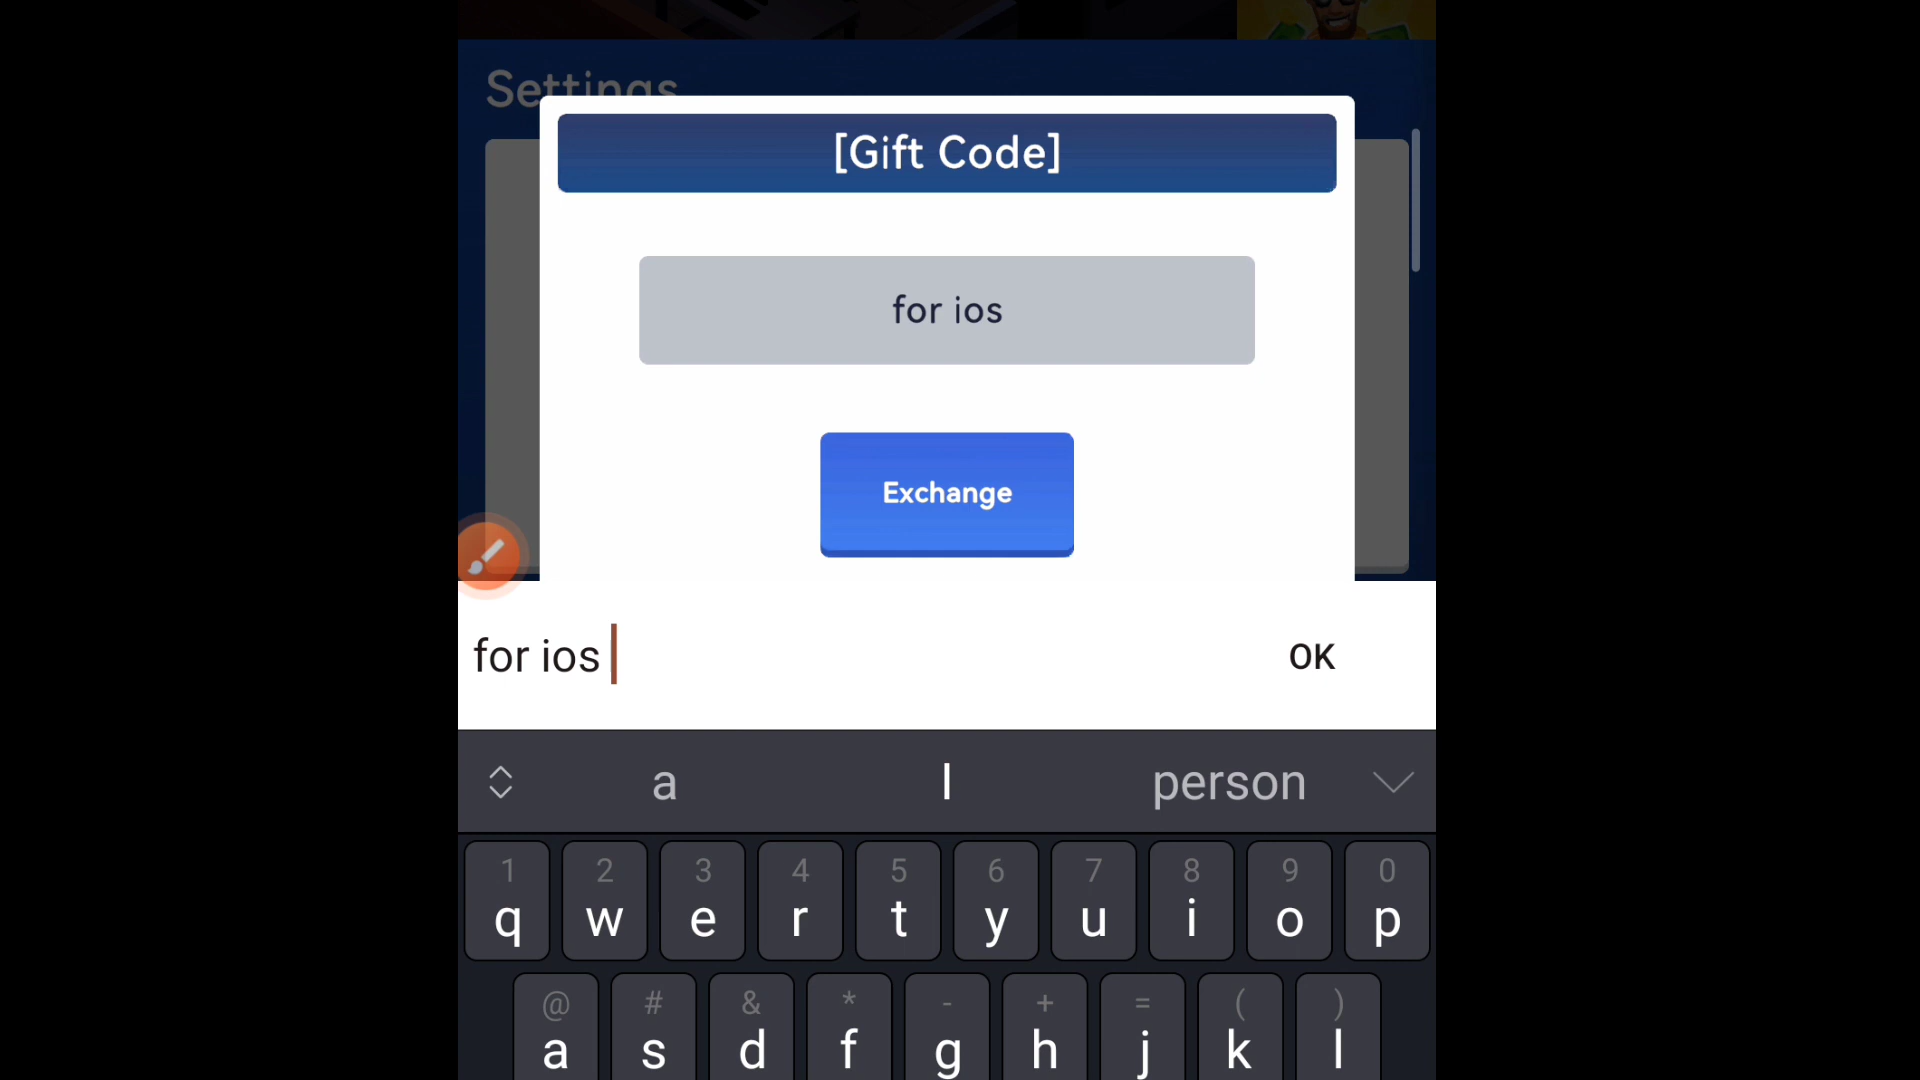 Settings
[Gift Code]
for ios
Exchange
for ios
OK
a I person
1 2 3 4 5 6 7 8 9 0
q w e r t y u i o p
@ # & * - + = ( )
a s d f g h j k l